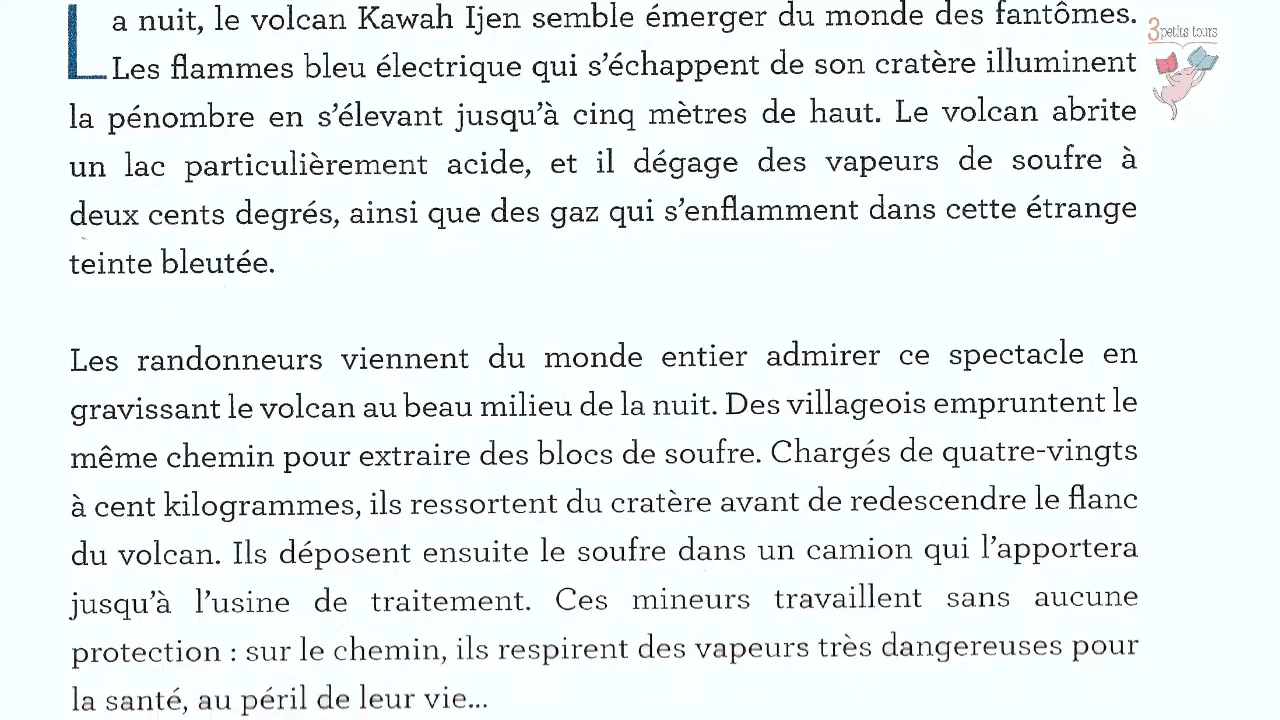 La nuit, le volcan Kawah Ijen semble émerger du monde des fantômes.
Les flammes bleu électrique qui s’échappent de son cratère illuminent
la pénombre en s’élevant jusqu’à cinq mètres de haut. Le volcan abrite
un lac particulièrement acide, et il dégage des vapeurs de soufre à
deux cents degrés, ainsi que des gaz qui s’enflamment dans cette étrange
teinte bleutée.
Les randonneurs viennent du monde entier admirer ce spectacle en
gravissant le volcan au beau milieu de la nuit. Des villageois empruntent le
même chemin pour extraire des blocs de soufre. Chargés de quatre-vingts
à cent kilogrammes, ils ressortent du cratère avant de redescendre le flanc
du volcan. Ils déposent ensuite le soufre dans un camion qui l’apportera
jusqu’à l’usine de traitement. Ces mineurs travaillent sans aucune
protection : sur le chemin, ils respirent des vapeurs très dangereuses pour
la santé, au péril de leur vie...
3 petits tours